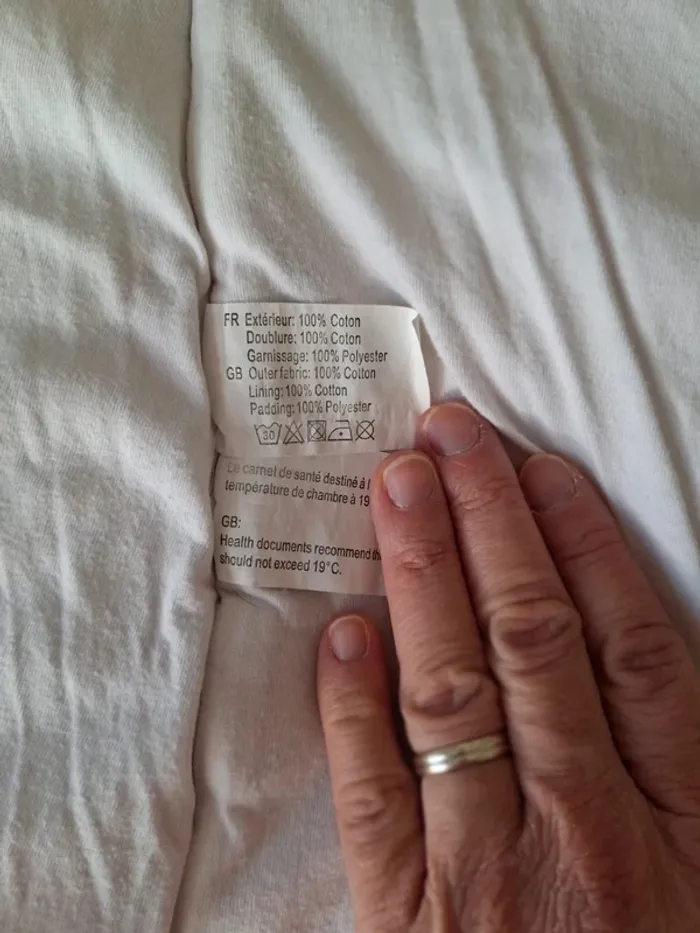 FR Extérieur: 100% Coton
Doublure: 100% Coton
Garnissage: 100% Polyester
GB Outer fabric: 100% Cotton
Lining: 100% Cotton
Padding: 100% Polyester
30
Le carnet de santé destiné à l
température de chambre à 19
GB:
Health documents recommend th
should not exceed 19°C.